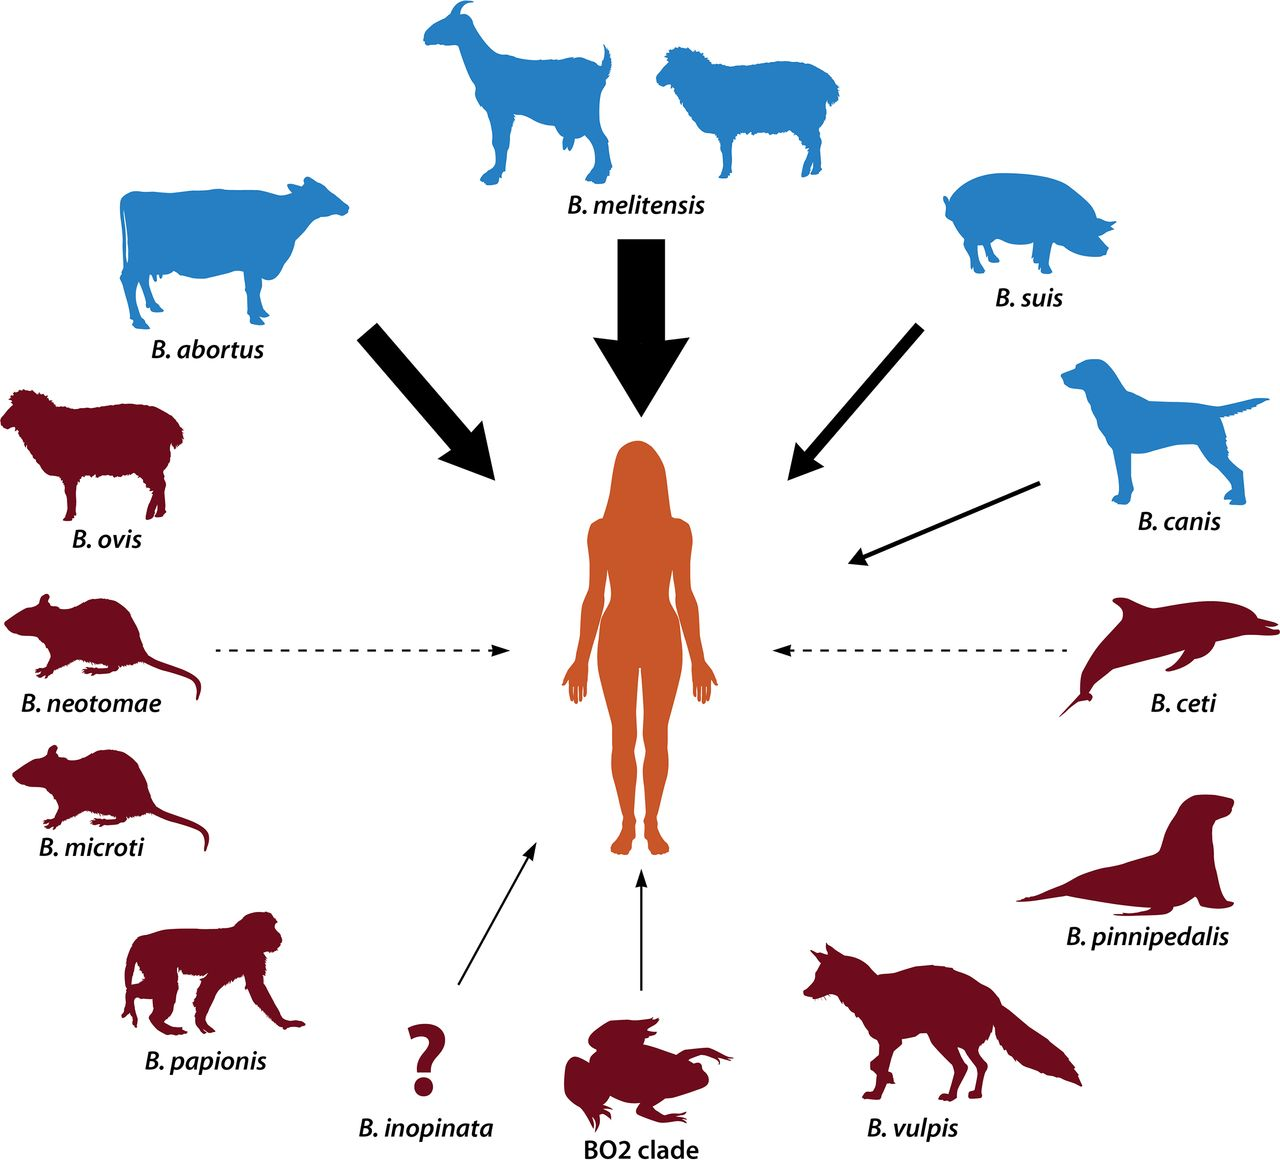 B. melitensis
B. suis
B. abortus
B. canis
B. ovis
B. neotomae
B. ceti
B. microti
B. pinnipedalis
B. papionis
?
B. inopinata
B. vulpis
BO2 clade